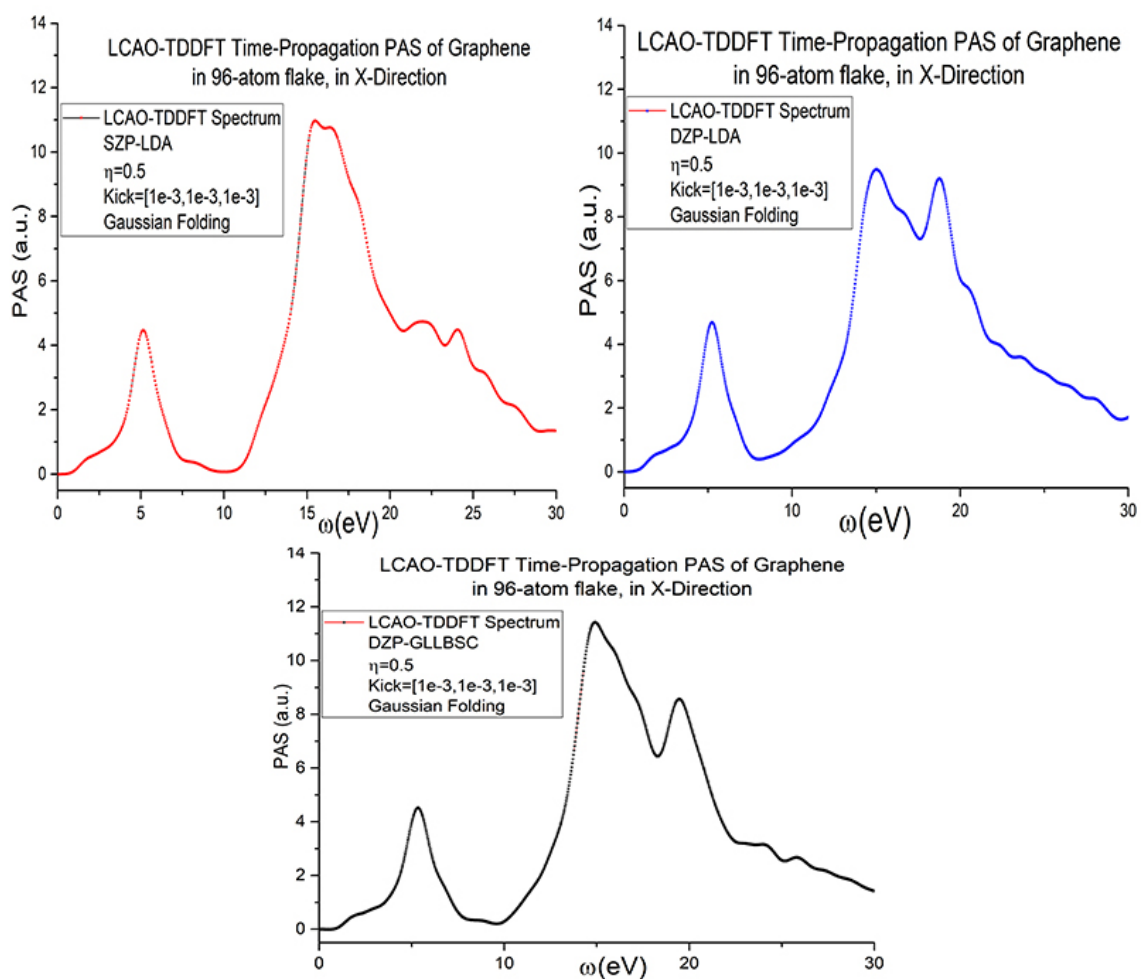 LCAO-TDDFT Time-Propagation PAS of Graphene
in 96-atom flake, in X-Direction
LCAO-TDDFT Spectrum
SZP-LDA
η=0.5
Kick=[1e-3,1e-3,1e-3]
Gaussian Folding
PAS (a.u.)
14
12
10
8
6
4
2
0
0 5 10 15 20 25 30
ω(eV)
LCAO-TDDFT Time-Propagation PAS of Graphene
in 96-atom flake, in X-Direction
LCAO-TDDFT Spectrum
DZP-LDA
η=0.5
Kick=[1e-3,1e-3,1e-3]
Gaussian Folding
PAS (a.u.)
14
12
10
8
6
4
2
0
0 10 20 30
ω(eV)
LCAO-TDDFT Time-Propagation PAS of Graphene
in 96-atom flake, in X-Direction
LCAO-TDDFT Spectrum
DZP-GLLBSC
η=0.5
Kick=[1e-3,1e-3,1e-3]
Gaussian Folding
PAS (a.u.)
14
12
10
8
6
4
2
0
0 10 20 30
ω(eV)